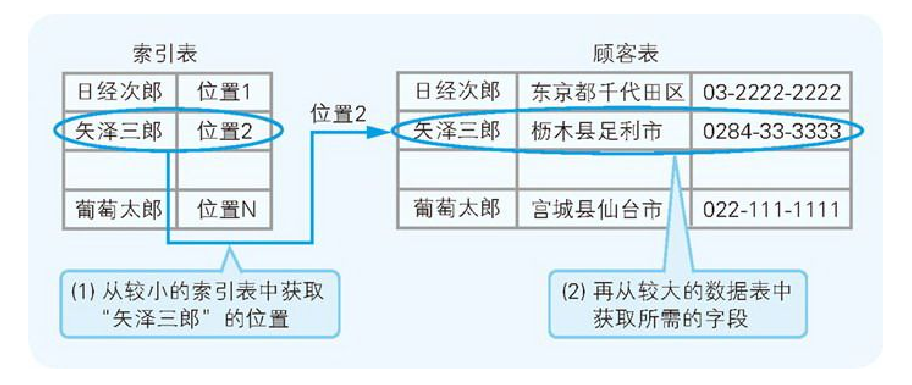 索引表
日经次郎 位置1
矢泽三郎 位置2
葡萄太郎 位置N
位置2
顾客表
日经次郎 东京都千代田区 03-2222-2222
矢泽三郎 枥木县足利市 0284-33-3333
葡萄太郎 宫城县仙台市 022-111-1111
(1) 从较小的索引表中获取
“矢泽三郎”的位置
(2) 再从较大的数据表中
获取所需的字段